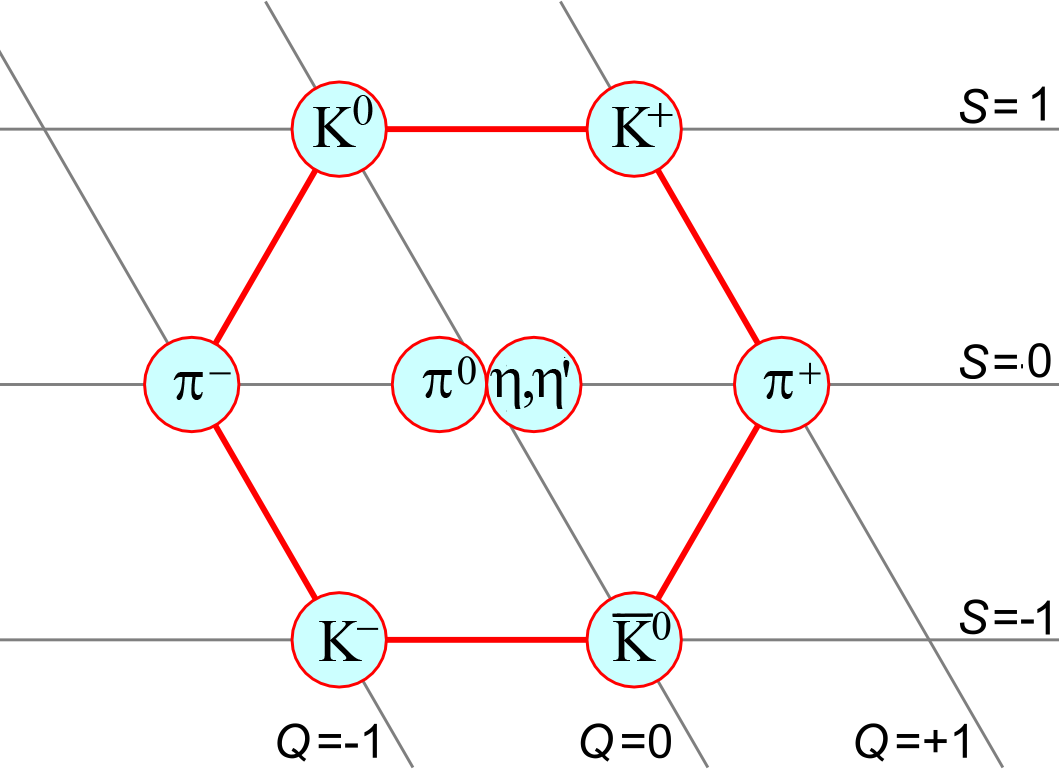 K⁰ K⁺ S= 1
π⁻ π⁰ η,η' π⁺ S= 0
K⁻ K̅⁰ S=-1
Q=-1 Q=0 Q=+1